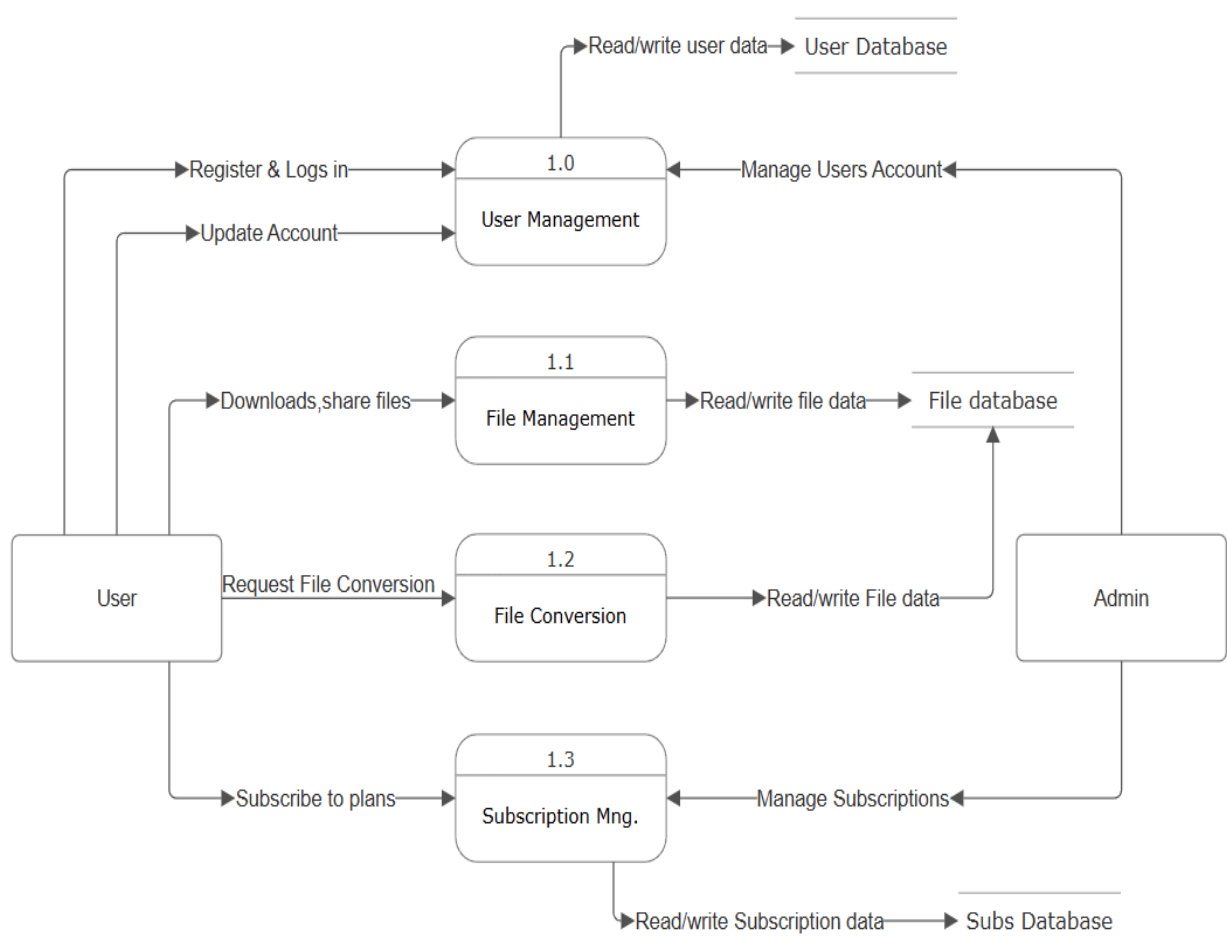 Read/write user data
User Database
1.0
Register & Logs in
Manage Users Account
User Management
Update Account
1.1
Downloads,share files
Read/write file data
File database
File Management
1.2
Request File Conversion
User
Read/write File data
Admin
File Conversion
1.3
Subscribe to plans
Manage Subscriptions
Subscription Mng.
Read/write Subscription data
Subs Database